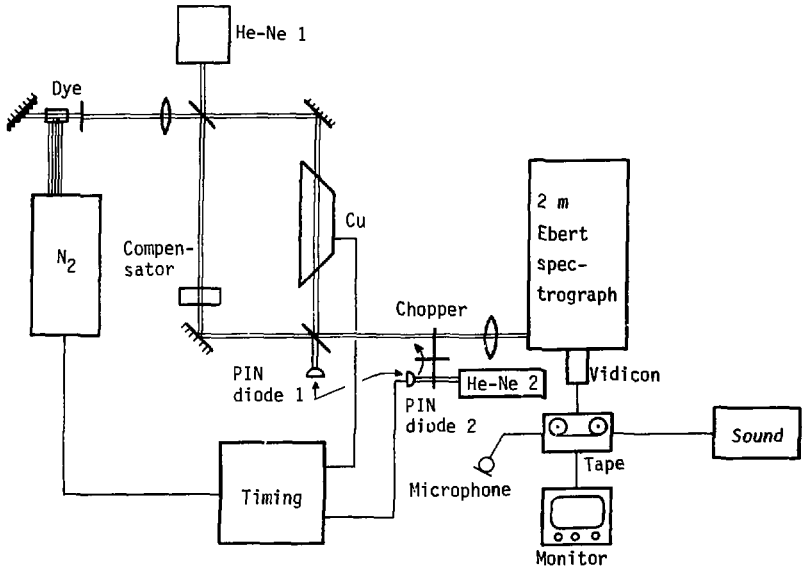 He-Ne 1
Dye
N2
Compen-
sator
Cu
2 m
Ebert
spec-
trograph
Chopper
PIN
diode 1
PIN
diode 2
He-Ne 2
Vidicon
Timing
Microphone
Tape
Sound
Monitor